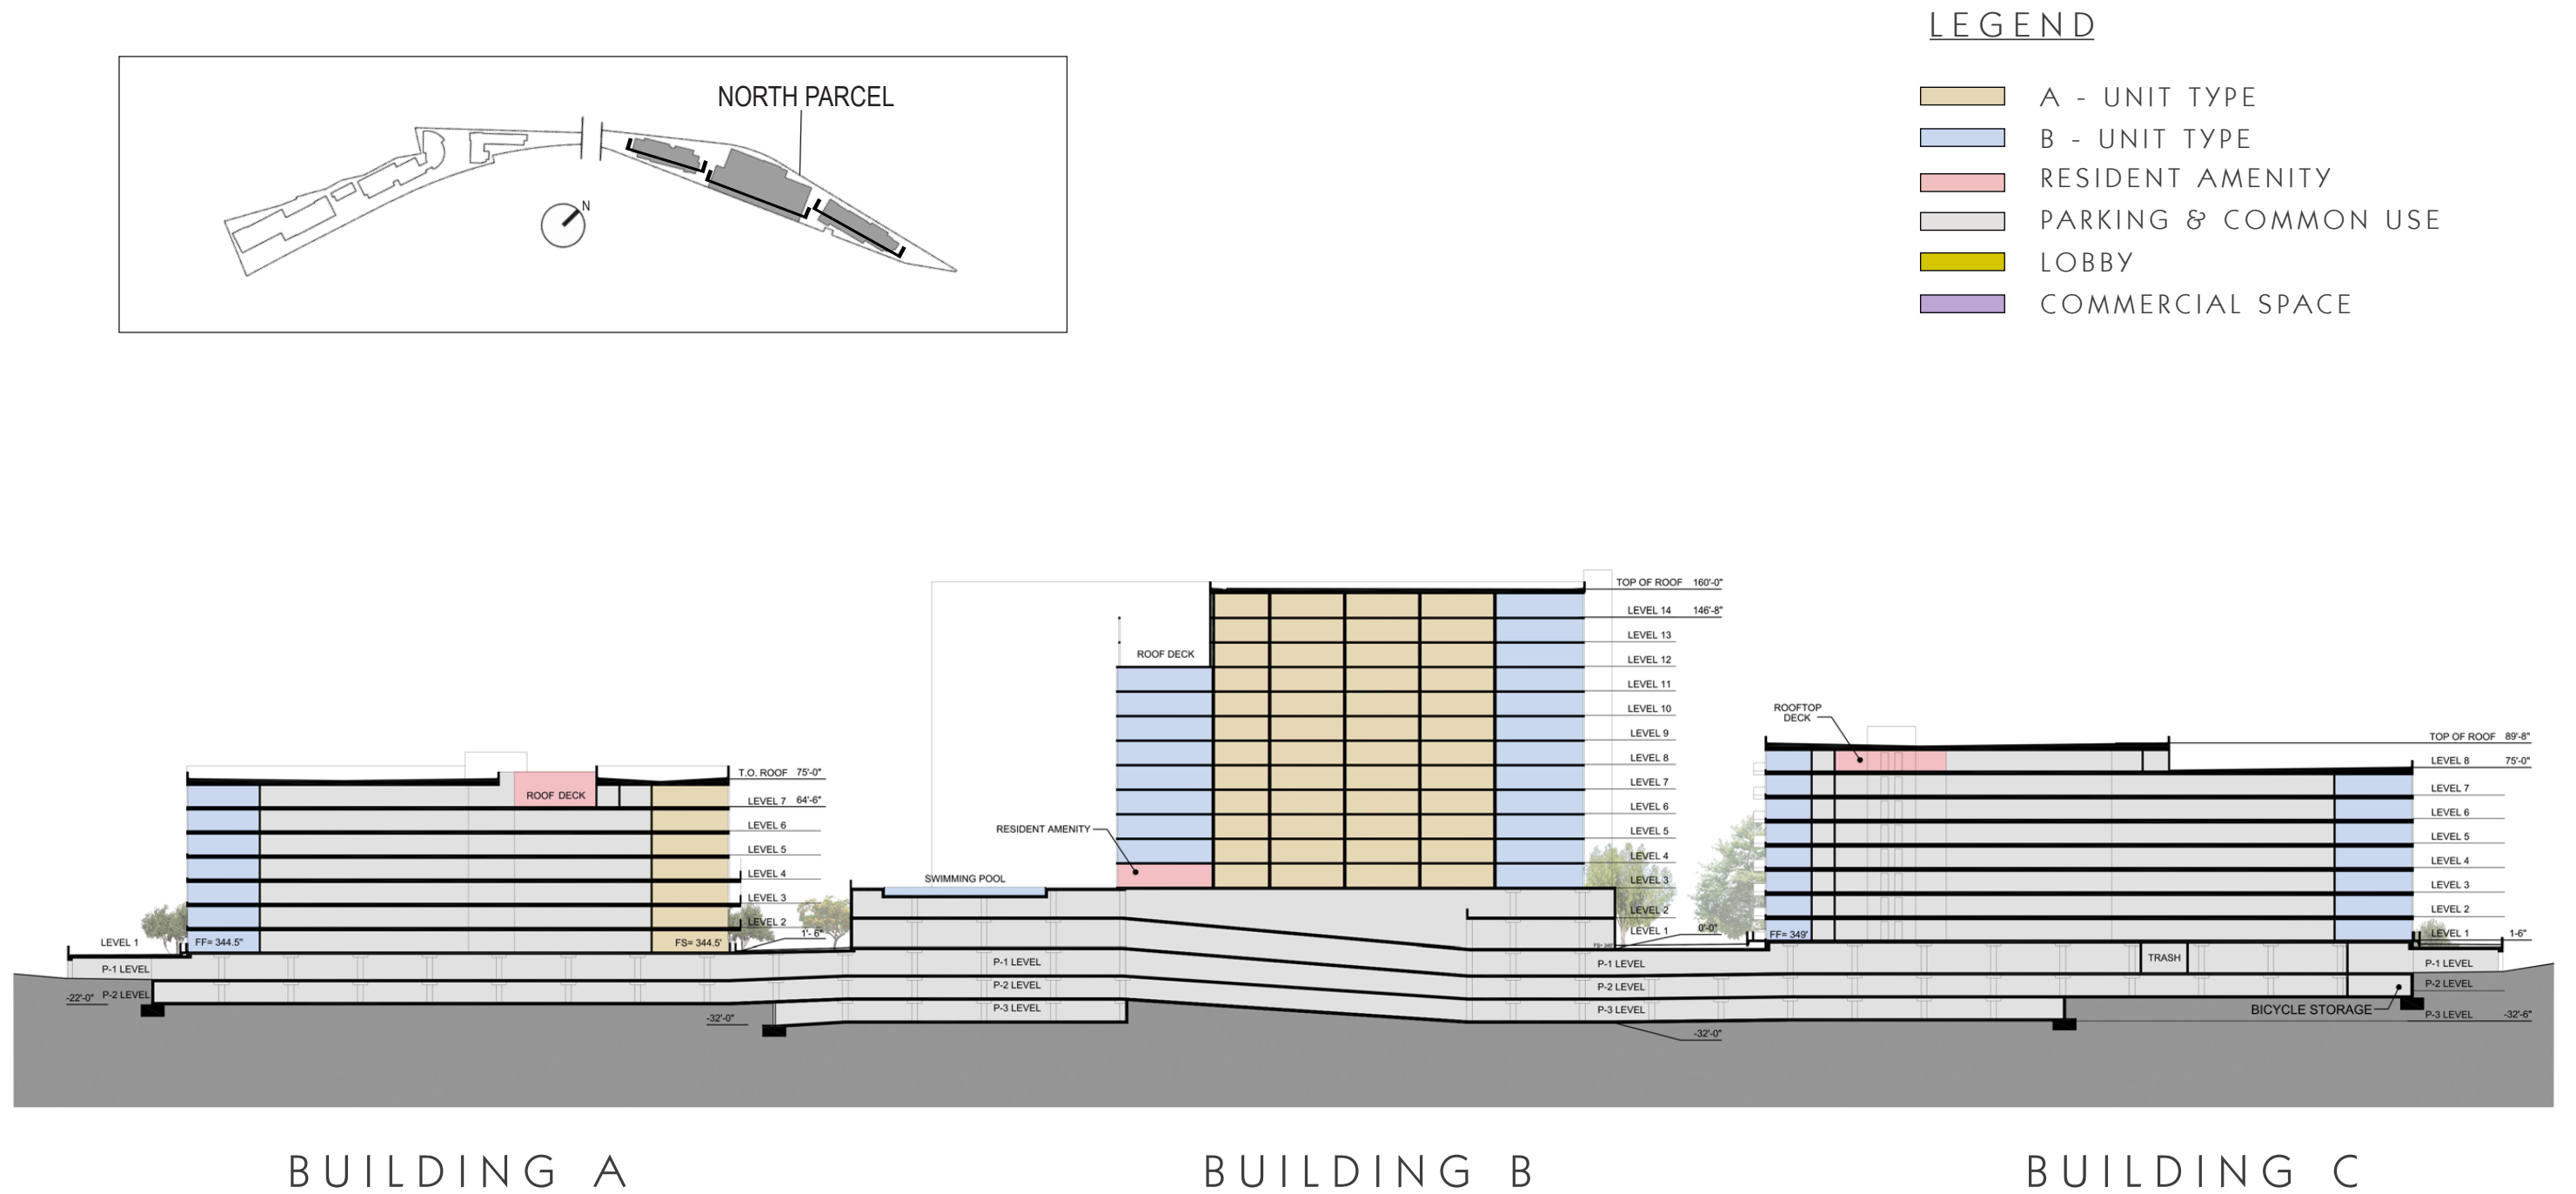 LEGEND
A - UNIT TYPE
B - UNIT TYPE
RESIDENT AMENITY
PARKING & COMMON USE
LOBBY
COMMERCIAL SPACE
NORTH PARCEL
N
T.O. ROOF 75'-0"
ROOF DECK
LEVEL 7 64'-6"
LEVEL 6
LEVEL 5
LEVEL 4
LEVEL 3
LEVEL 2
1'-6"
LEVEL 1
FF= 344.5"
FS= 344.5'
P-1 LEVEL
-22'-0" P-2 LEVEL
-32'-0"
TOP OF ROOF 160'-0"
LEVEL 14 146'-8"
LEVEL 13
ROOF DECK
LEVEL 12
LEVEL 11
LEVEL 10
LEVEL 9
LEVEL 8
LEVEL 7
LEVEL 6
RESIDENT AMENITY
LEVEL 5
LEVEL 4
SWIMMING POOL
LEVEL 3
LEVEL 2
LEVEL 1
0'-0"
P-1 LEVEL
P-2 LEVEL
P-3 LEVEL
P-1 LEVEL
P-2 LEVEL
P-3 LEVEL
-32'-0"
ROOFTOP
DECK
TOP OF ROOF 89'-8"
LEVEL 8 75'-0"
LEVEL 7
LEVEL 6
LEVEL 5
LEVEL 4
LEVEL 3
LEVEL 2
FF= 349'
LEVEL 1 1-6"
TRASH
P-1 LEVEL
P-2 LEVEL
BICYCLE STORAGE
P-3 LEVEL -32'-6"
BUILDING A
BUILDING B
BUILDING C